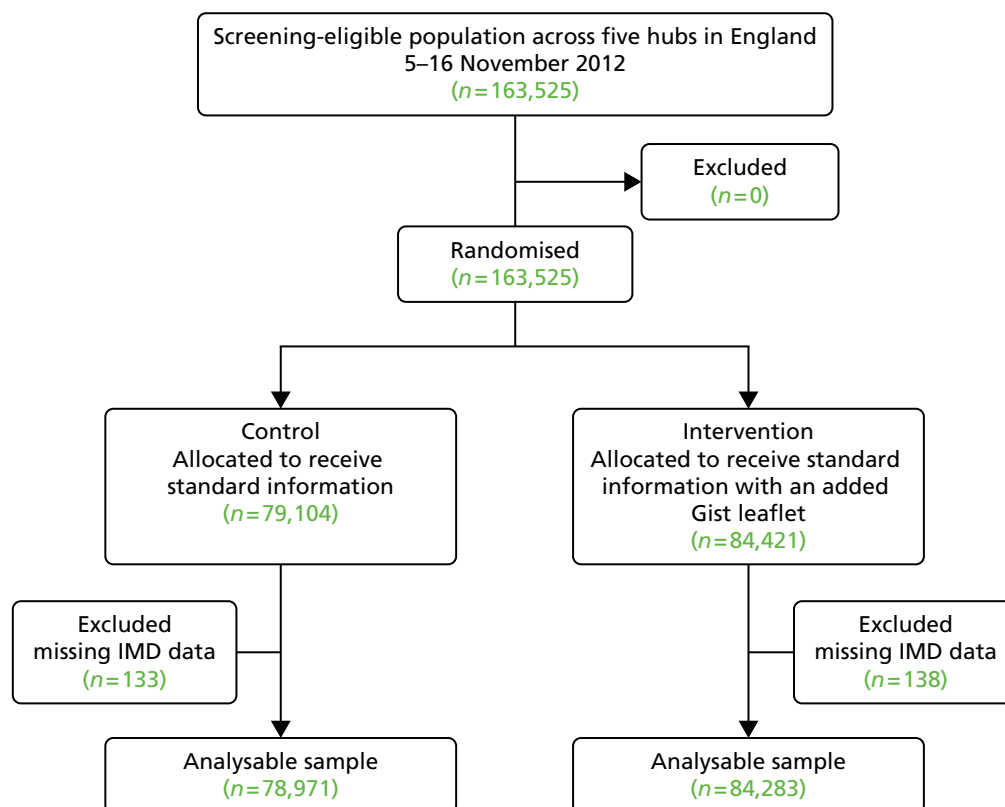 Screening-eligible population across five hubs in England
5–16 November 2012
(n=163,525)
Excluded
(n=0)
Randomised
(n=163,525)
Control
Allocated to receive
standard information
(n=79,104)
Intervention
Allocated to receive standard
information with an added
Gist leaflet
(n=84,421)
Excluded
missing IMD data
(n=133)
Excluded
missing IMD data
(n=138)
Analysable sample
(n=78,971)
Analysable sample
(n=84,283)